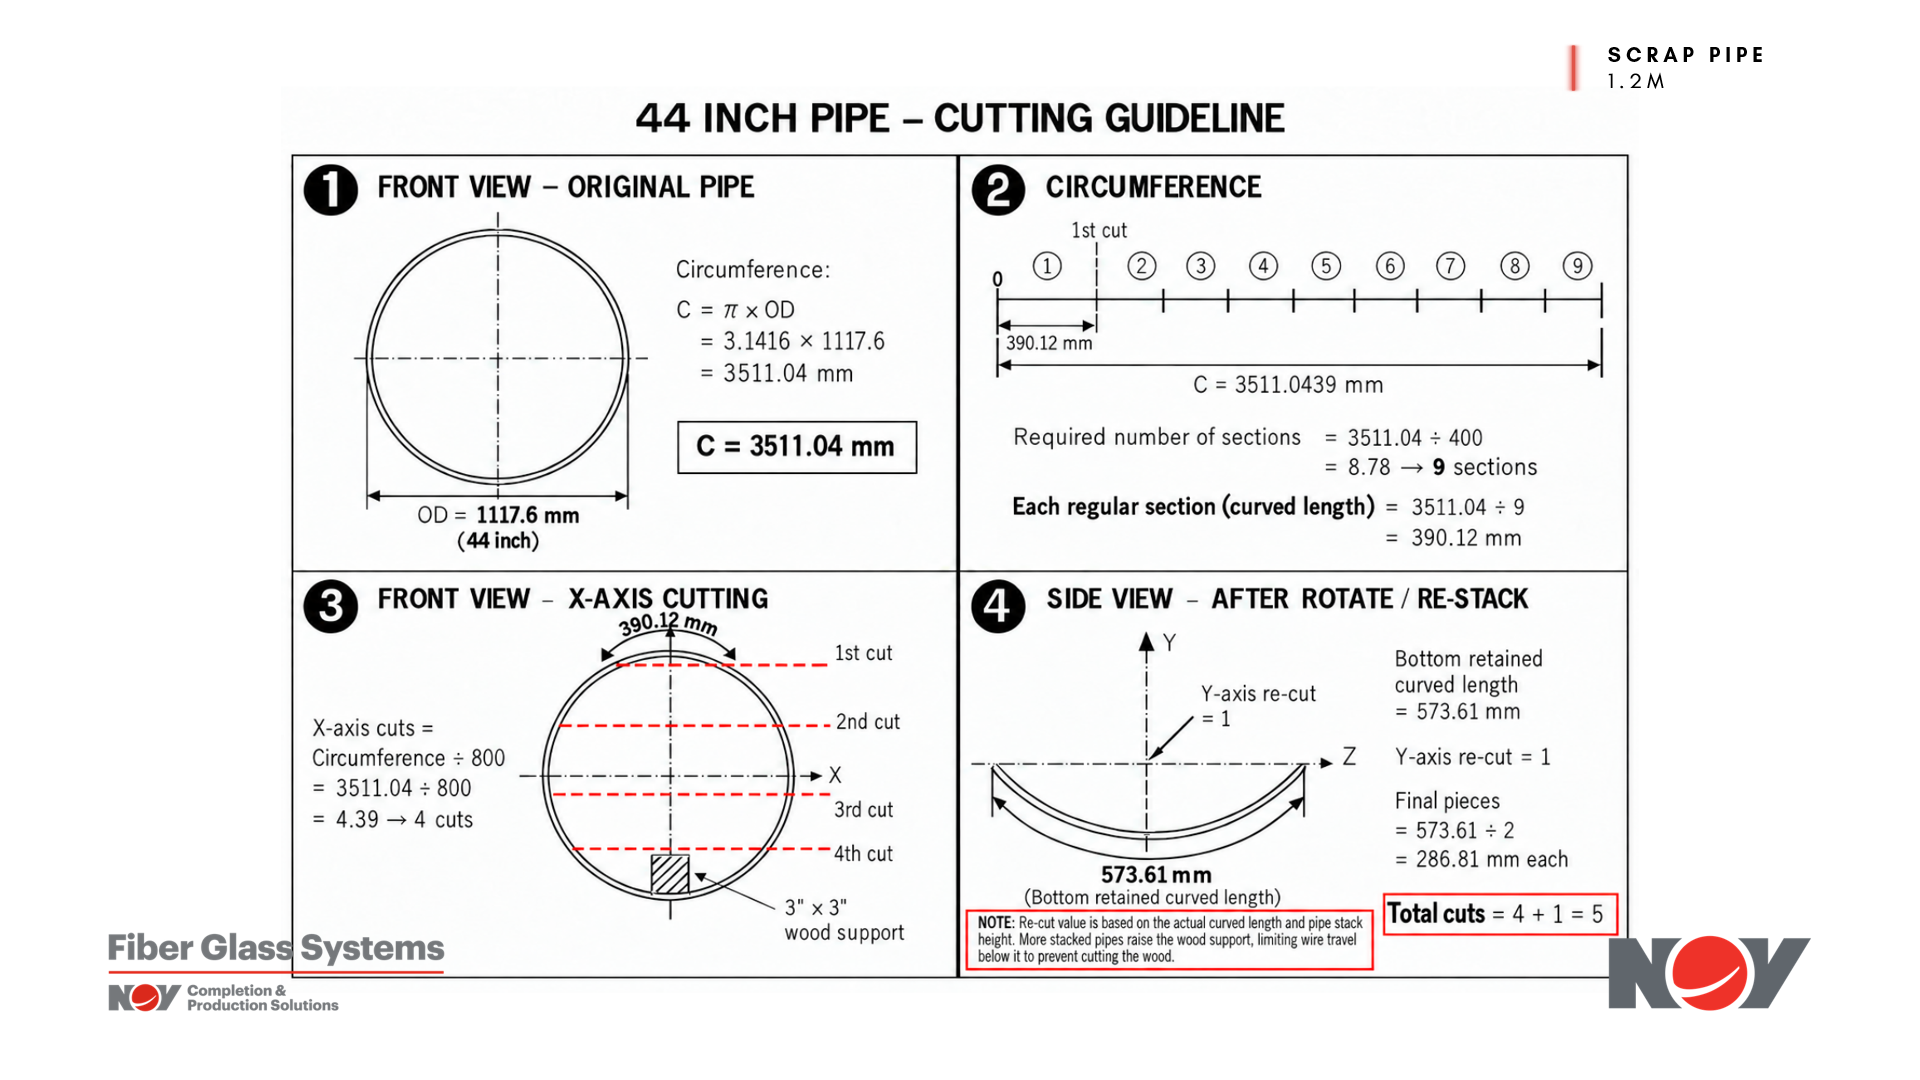 SCRAP PIPE
1.2M
44 INCH PIPE – CUTTING GUIDELINE
1 FRONT VIEW – ORIGINAL PIPE
Circumference:
C = π x OD
= 3.1416 × 1117.6
= 3511.04 mm
C = 3511.04 mm
OD = 1117.6 mm
(44 inch)
2 CIRCUMFERENCE
1st cut
0 1 2 3 4 5 6 7 8 9
390.12 mm
C = 3511.0439 mm
Required number of sections = 3511.04 ÷ 400
= 8.78 → 9 sections
Each regular section (curved length) = 3511.04 ÷ 9
= 390.12 mm
3 FRONT VIEW – X-AXIS CUTTING
390.12 mm
1st cut
2nd cut
X
3rd cut
4th cut
X-axis cuts =
Circumference ÷ 800
= 3511.04 ÷ 800
= 4.39 → 4 cuts
3" x 3"
wood support
4 SIDE VIEW – AFTER ROTATE / RE-STACK
Y
Y-axis re-cut
= 1
Z
573.61 mm
(Bottom retained curved length)
Bottom retained
curved length
= 573.61 mm
Y-axis re-cut = 1
Final pieces
= 573.61 ÷ 2
= 286.81 mm each
Total cuts = 4 + 1 = 5
NOTE: Re-cut value is based on the actual curved length and pipe stack
height. More stacked pipes raise the wood support, limiting wire travel
below it to prevent cutting the wood.
Fiber Glass Systems
NOV Completion &
Production Solutions
NOV